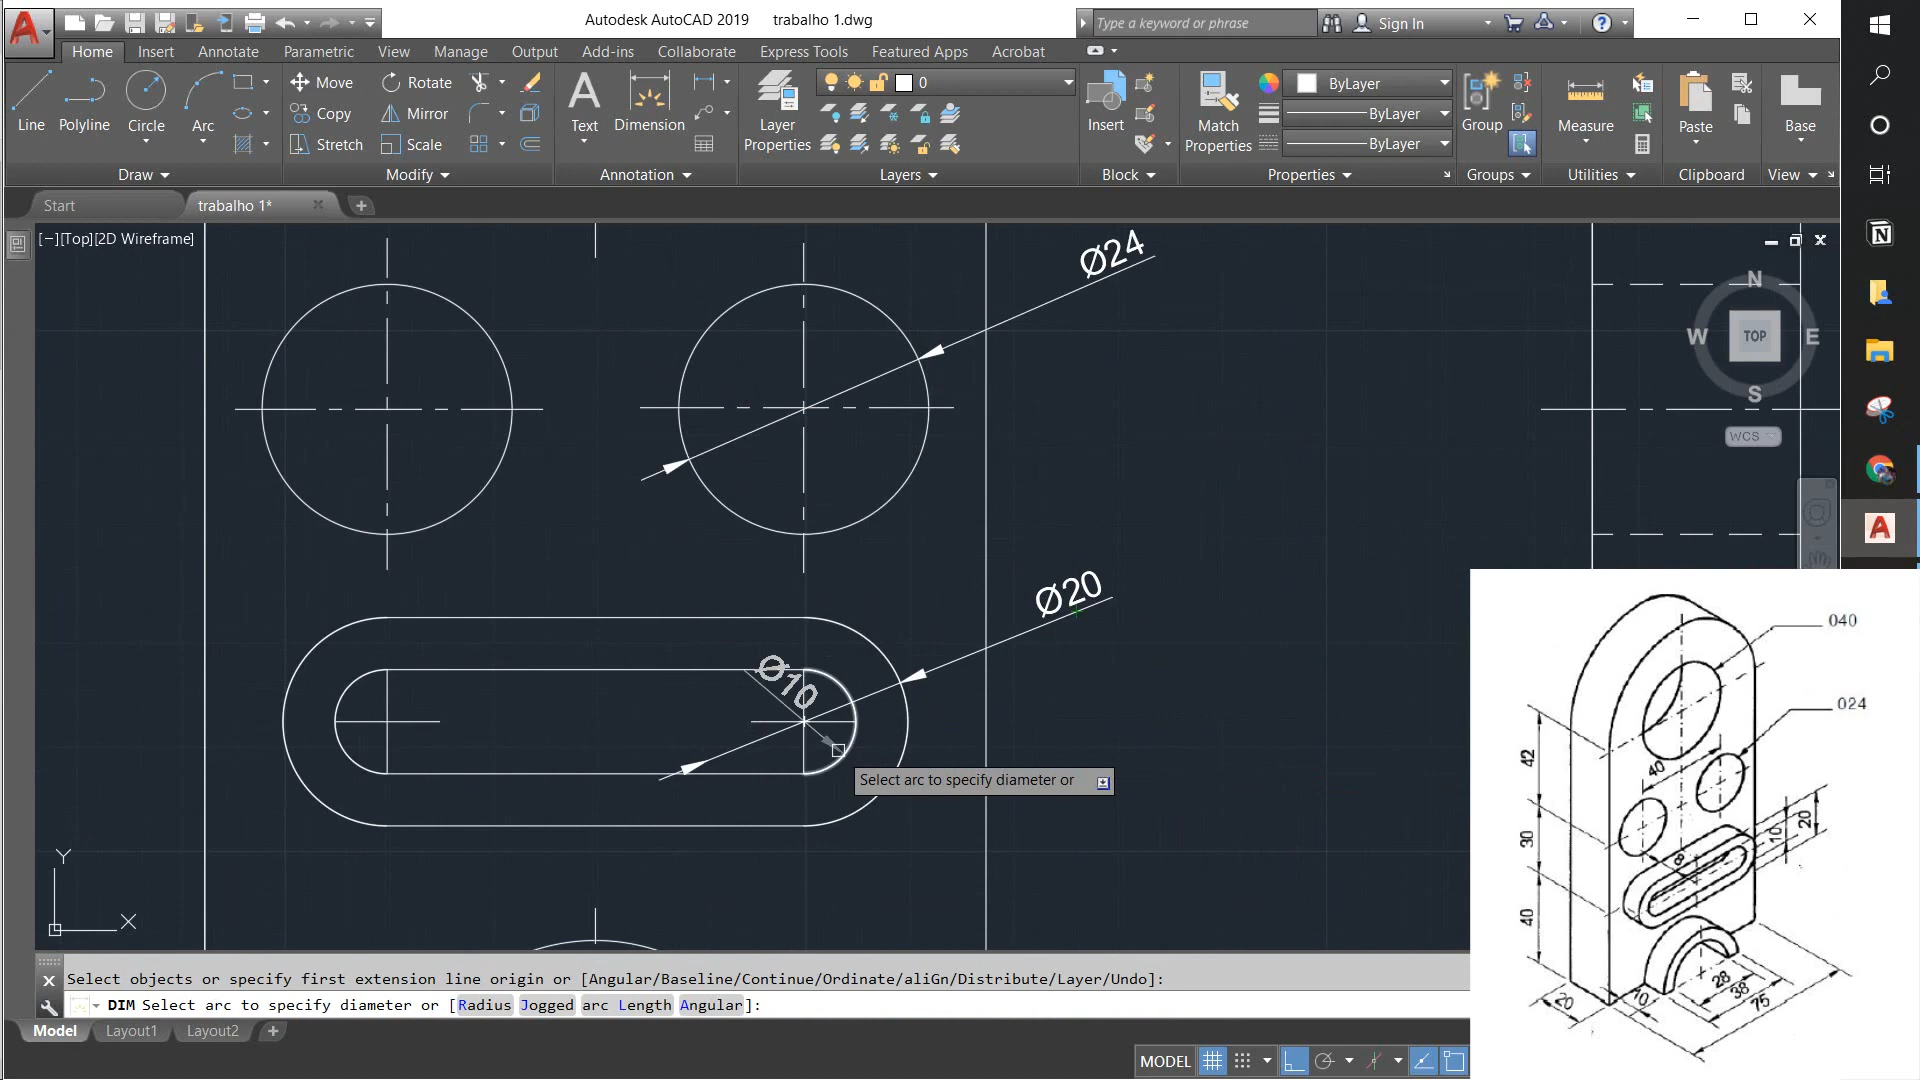 Autodesk AutoCAD 2019 trabalho 1.dwg
Type a keyword or phrase
Sign In
Home Insert Annotate Parametric View Manage Output Add-ins Collaborate Express Tools Featured Apps Acrobat
Line Polyline Circle Arc
Move Rotate
Copy Mirror
Stretch Scale
Text Dimension
Layer Properties
0
Insert
Match Properties
ByLayer
ByLayer
ByLayer
Group
Measure
Paste
Base
Draw Modify Annotation Layers Block Properties Groups Utilities Clipboard View
Start trabalho 1*
[−][Top][2D Wireframe]
Ø24
N
W TOP E
S
WCS
Ø20
Ø10
Select arc to specify diameter or
Y
X
040
024
42
40
30
10
20
8
40
28
38
75
20
10
Select objects or specify first extension line origin or [Angular/Baseline/Continue/Ordinate/aliGn/Distribute/Layer/Undo]:
DIM Select arc to specify diameter or [Radius Jogged arc Length Angular]:
Model Layout1 Layout2
MODEL